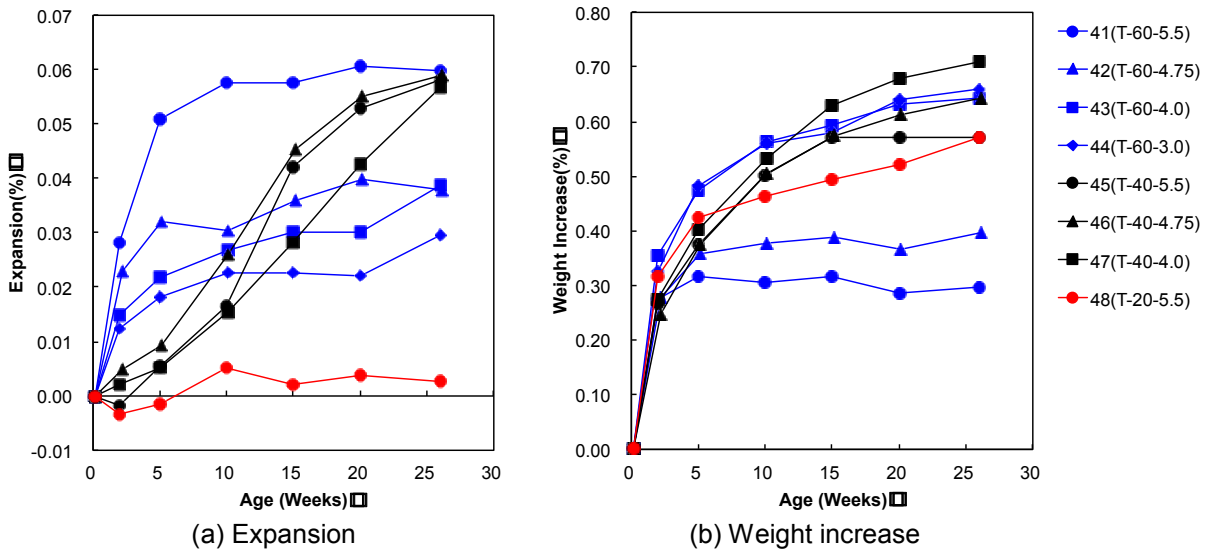 0.07
0.06
0.05
0.04
0.03
0.02
0.01
0.00
-0.01
Expansion(%)
0 5 10 15 20 25 30
Age (Weeks)
(a) Expansion
0.80
0.70
0.60
0.50
0.40
0.30
0.20
0.10
0.00
Weight Increase(%)
0 5 10 15 20 25 30
Age (Weeks)
(b) Weight increase
41(T-60-5.5)
42(T-60-4.75)
43(T-60-4.0)
44(T-60-3.0)
45(T-40-5.5)
46(T-40-4.75)
47(T-40-4.0)
48(T-20-5.5)